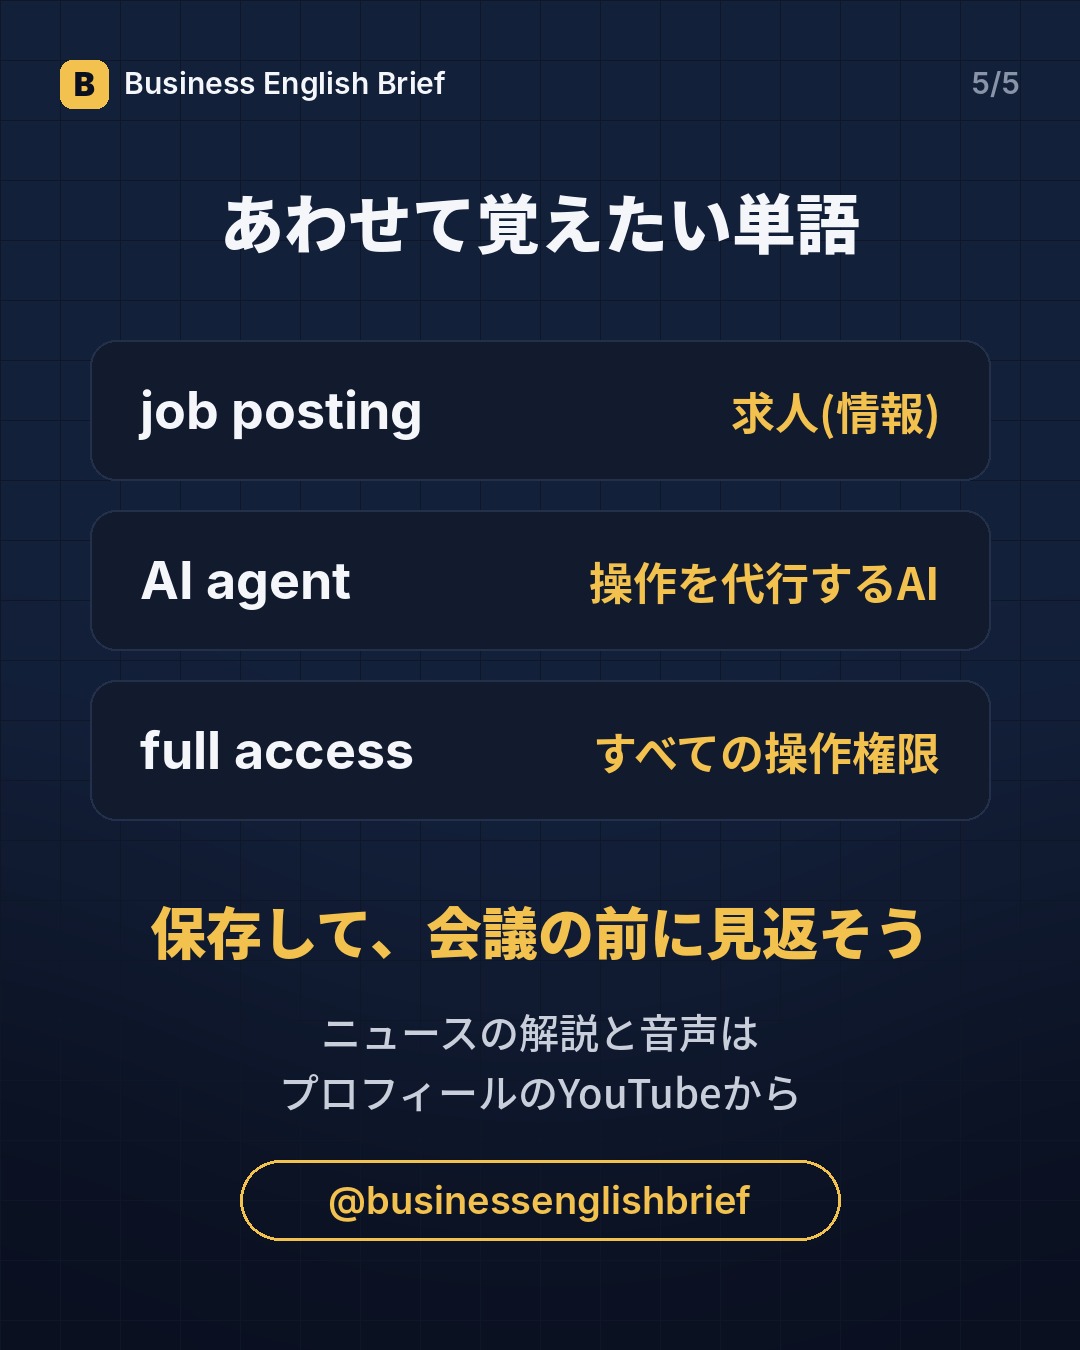 B Business English Brief 5/5
あわせて覚えたい単語
job posting 求人(情報)
AI agent 操作を代行するAI
full access すべての操作権限
保存して、会議の前に見返そう
ニュースの解説と音声は
プロフィールのYouTubeから
@businessenglishbrief